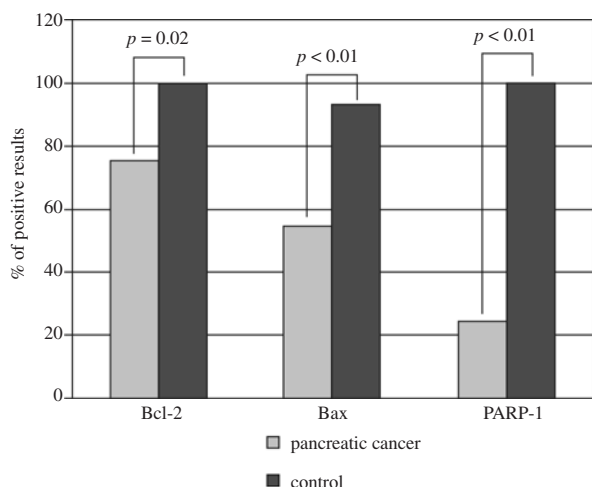 120
100
80
60
40
20
0
% of positive results
p = 0.02
p < 0.01
p < 0.01
Bcl-2 Bax PARP-1
pancreatic cancer
control